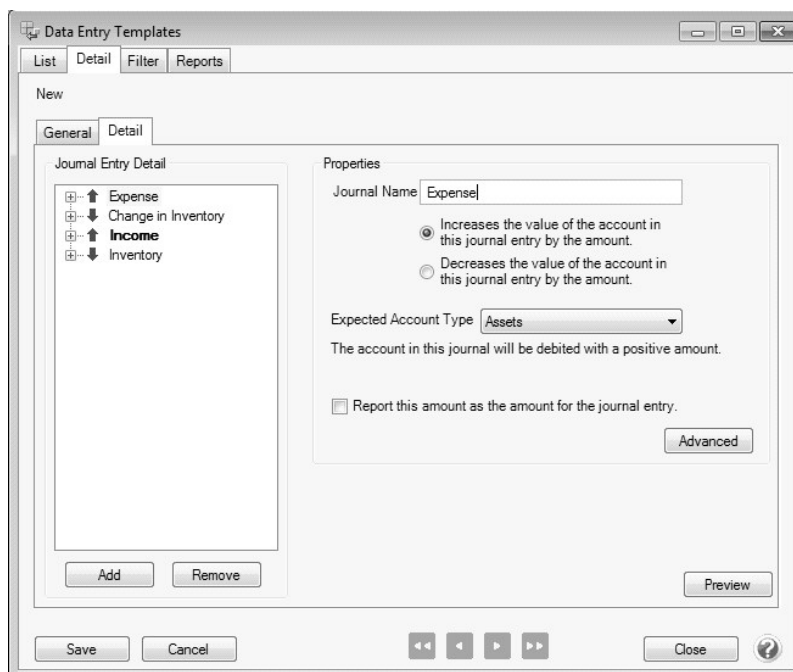 Data Entry Templates
List Detail Filter Reports
New
General Detail
Journal Entry Detail
Expense
Change in Inventory
Income
Inventory
Add Remove
Properties
Journal Name Expense
Increases the value of the account in
this journal entry by the amount.
Decreases the value of the account in
this journal entry by the amount.
Expected Account Type Assets
The account in this journal will be debited with a positive amount.
Report this amount as the amount for the journal entry.
Advanced
Preview
Save Cancel Close ?